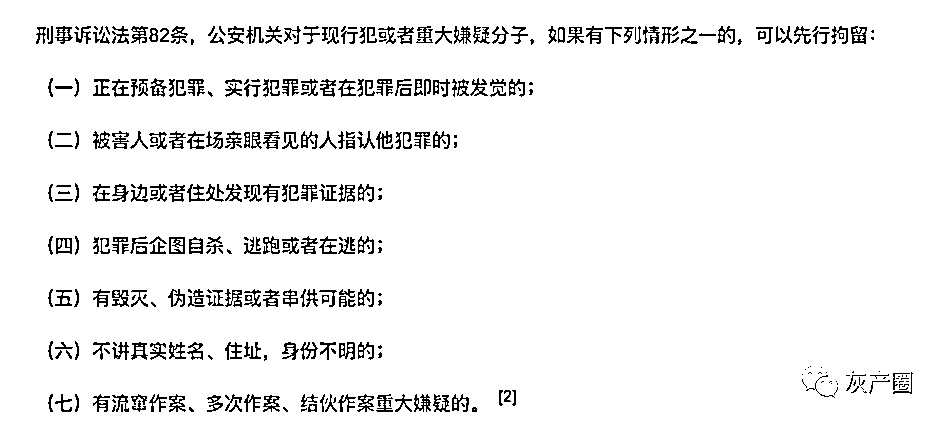 刑事诉讼法第82条，公安机关对于现行犯或者重大嫌疑分子，如果有下列情形之一的，可以先行拘留：
（一）正在预备犯罪、实行犯罪或者在犯罪后即时被发觉的；
（二）被害人或者在场亲眼看见的人指认他犯罪的；
（三）在身边或者住处发现有犯罪证据的；
（四）犯罪后企图自杀、逃跑或者在逃的；
（五）有毁灭、伪造证据或者串供可能的；
（六）不讲真实姓名、住址，身份不明的；
（七）有流窜作案、多次作案、结伙作案重大嫌疑的。 [2]
灰产圈